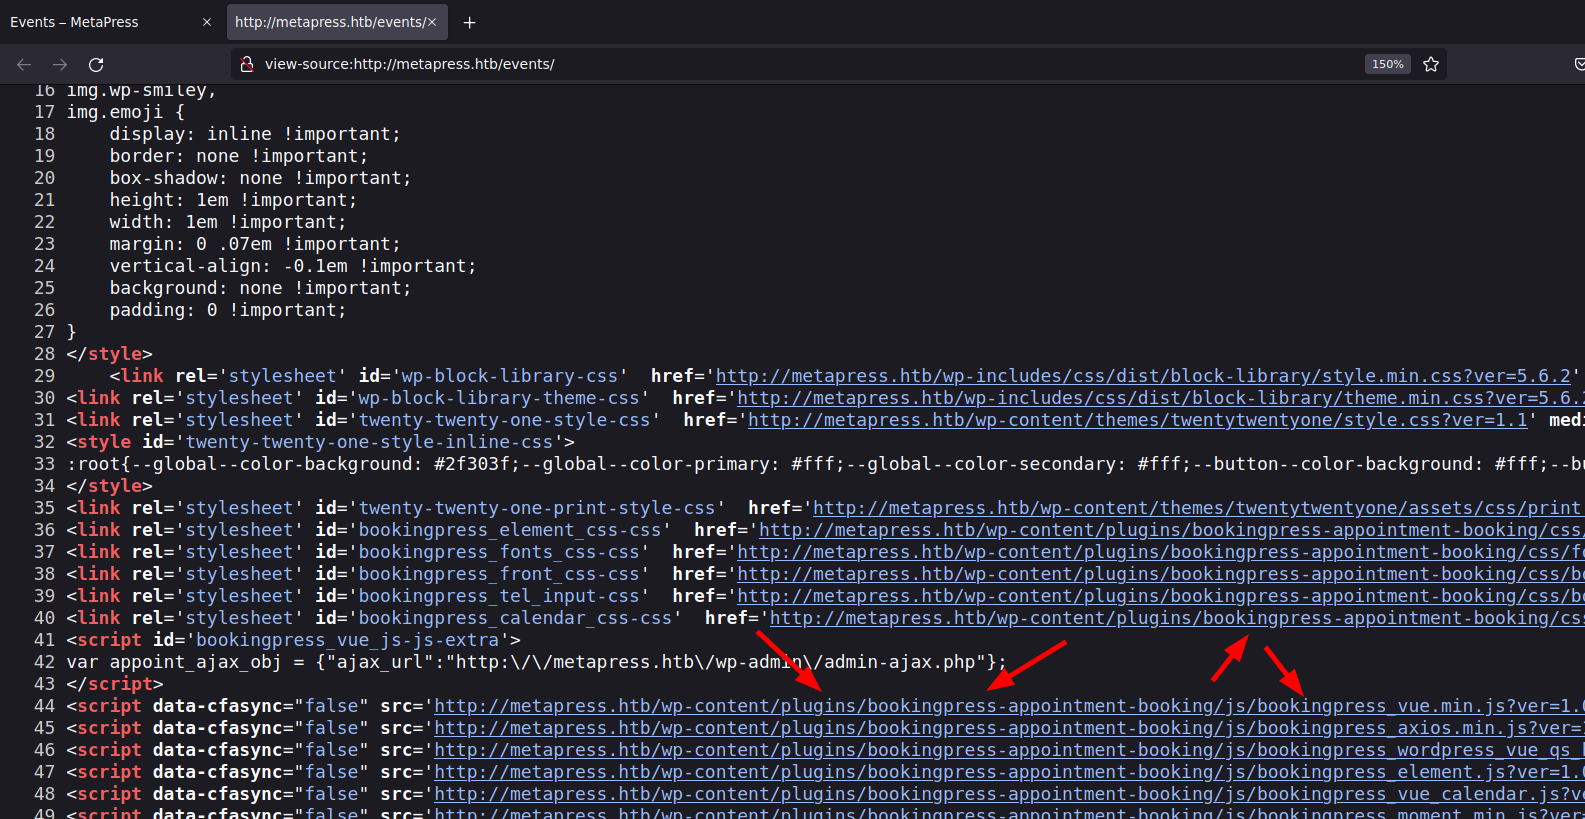 Events – MetaPress
http://metapress.htb/events/
view-source:http://metapress.htb/events/
150%
16 img.wp-smiley,
17 img.emoji {
18     display: inline !important;
19     border: none !important;
20     box-shadow: none !important;
21     height: 1em !important;
22     width: 1em !important;
23     margin: 0 .07em !important;
24     vertical-align: -0.1em !important;
25     background: none !important;
26     padding: 0 !important;
27 }
28 </style>
29     <link rel='stylesheet' id='wp-block-library-css'  href='http://metapress.htb/wp-includes/css/dist/block-library/style.min.css?ver=5.6.2'
30 <link rel='stylesheet' id='wp-block-library-theme-css'  href='http://metapress.htb/wp-includes/css/dist/block-library/theme.min.css?ver=5.6.2
31 <link rel='stylesheet' id='twenty-twenty-one-style-css'  href='http://metapress.htb/wp-content/themes/twentytwentyone/style.css?ver=1.1' medi
32 <style id='twenty-twenty-one-style-inline-css'>
33 :root{--global--color-background: #2f303f;--global--color-primary: #fff;--global--color-secondary: #fff;--button--color-background: #fff;--bu
34 </style>
35 <link rel='stylesheet' id='twenty-twenty-one-print-style-css'  href='http://metapress.htb/wp-content/themes/twentytwentyone/assets/css/print.
36 <link rel='stylesheet' id='bookingpress_element_css-css'  href='http://metapress.htb/wp-content/plugins/bookingpress-appointment-booking/css/
37 <link rel='stylesheet' id='bookingpress_fonts_css-css'  href='http://metapress.htb/wp-content/plugins/bookingpress-appointment-booking/css/fo
38 <link rel='stylesheet' id='bookingpress_front_css-css'  href='http://metapress.htb/wp-content/plugins/bookingpress-appointment-booking/css/bo
39 <link rel='stylesheet' id='bookingpress_tel_input-css'  href='http://metapress.htb/wp-content/plugins/bookingpress-appointment-booking/css/bo
40 <link rel='stylesheet' id='bookingpress_calendar_css-css'  href='http://metapress.htb/wp-content/plugins/bookingpress-appointment-booking/css
41 <script id='bookingpress_vue_js-js-extra'>
42 var appoint_ajax_obj = {"ajax_url":"http:\/\/metapress.htb\/wp-admin\/admin-ajax.php"};
43 </script>
44 <script data-cfasync="false" src='http://metapress.htb/wp-content/plugins/bookingpress-appointment-booking/js/bookingpress_vue.min.js?ver=1.0
45 <script data-cfasync="false" src='http://metapress.htb/wp-content/plugins/bookingpress-appointment-booking/js/bookingpress_axios.min.js?ver=
46 <script data-cfasync="false" src='http://metapress.htb/wp-content/plugins/bookingpress-appointment-booking/js/bookingpress_wordpress_vue_qs_
47 <script data-cfasync="false" src='http://metapress.htb/wp-content/plugins/bookingpress-appointment-booking/js/bookingpress_element.js?ver=1.0
48 <script data-cfasync="false" src='http://metapress.htb/wp-content/plugins/bookingpress-appointment-booking/js/bookingpress_vue_calendar.js?ve
49 <script data-cfasync="false" src='http://metapress.htb/wp-content/plugins/bookingpress-appointment-booking/js/bookingpress_moment.min.js?ver=